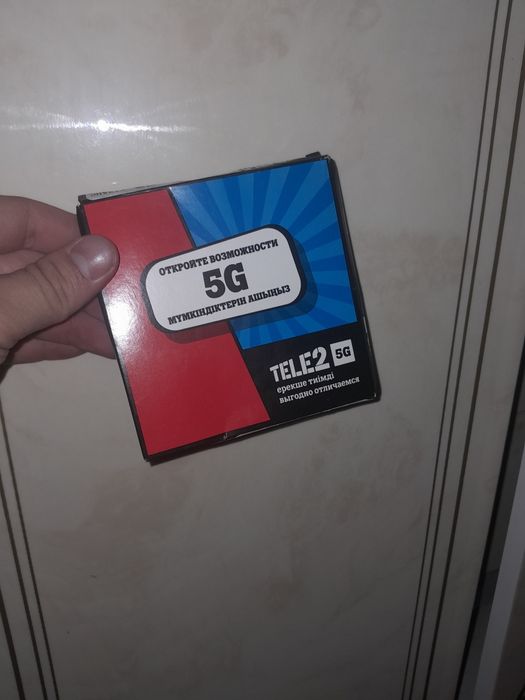 ОТКРОЙТЕ ВОЗМОЖНОСТИ
5G
МҮМКІНДІКТЕРІН АШЫҢЫЗ
TELE2 5G
ерекше тиімді
выгодно отличаемся